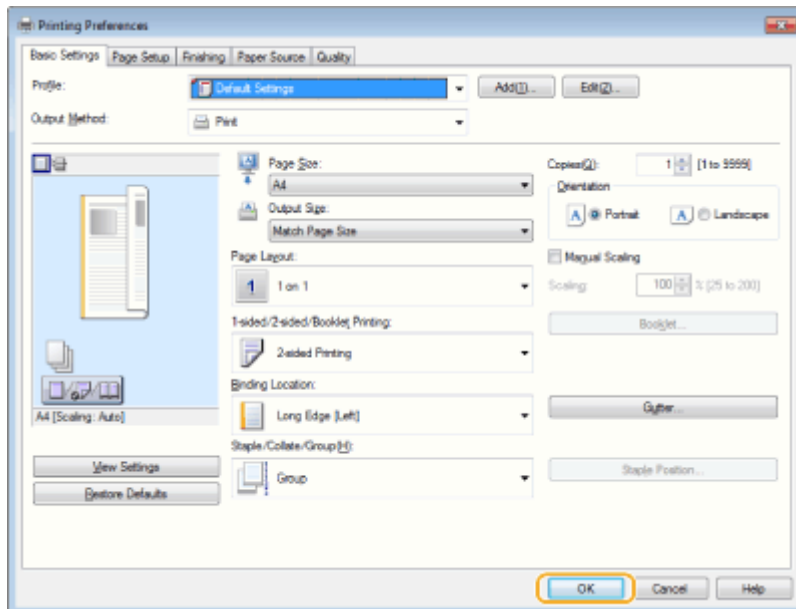 Printing Preferences
Basic Settings Page Setup Finishing Paper Source Quality
Profile: Default Settings Add(1)... Edit(2)...
Output Method: Print
Page Size: Copies(Q): 1 [1 to 9999]
A4 Orientation
Output Size: A Portrait A Landscape
Match Page Size
Page Layout: Manual Scaling
1 1 on 1 Scaling: 100 % [25 to 200]
1-sided/2-sided/Booklet Printing: Booklet...
2-sided Printing
Binding Location:
A4 [Scaling: Auto] Long Edge [Left] Gutter...
Staple/Collate/Group(H):
View Settings Group Staple Position...
Restore Defaults
OK Cancel Help